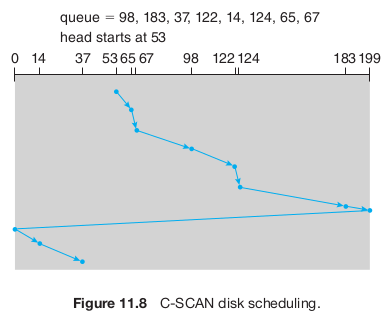 queue = 98, 183, 37, 122, 14, 124, 65, 67
head starts at 53
0 14 37 53 65 67 98 122 124 183 199
Figure 11.8 C-SCAN disk scheduling.